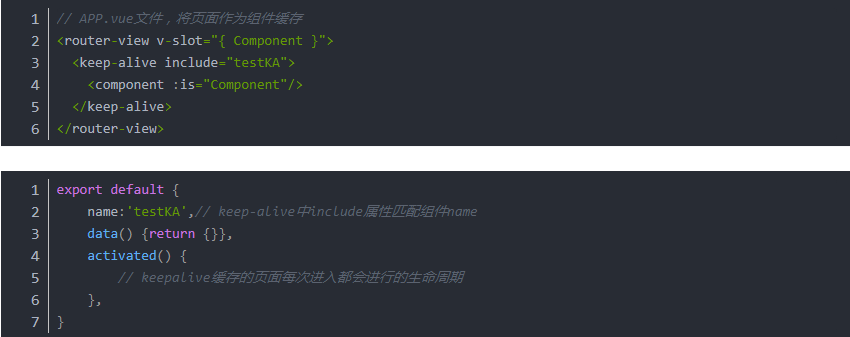 1 // APP.vue文件，将页面作为组件缓存
2 <router-view v-slot="{ Component }">
3   <keep-alive include="testKA">
4     <component :is="Component"/>
5   </keep-alive>
6 </router-view>
1 export default {
2     name:'testKA',// keep-alive中include属性匹配组件name
3     data() {return {}},
4     activated() {
5         // keepalive缓存的页面每次进入都会进行的生命周期
6     },
7 }